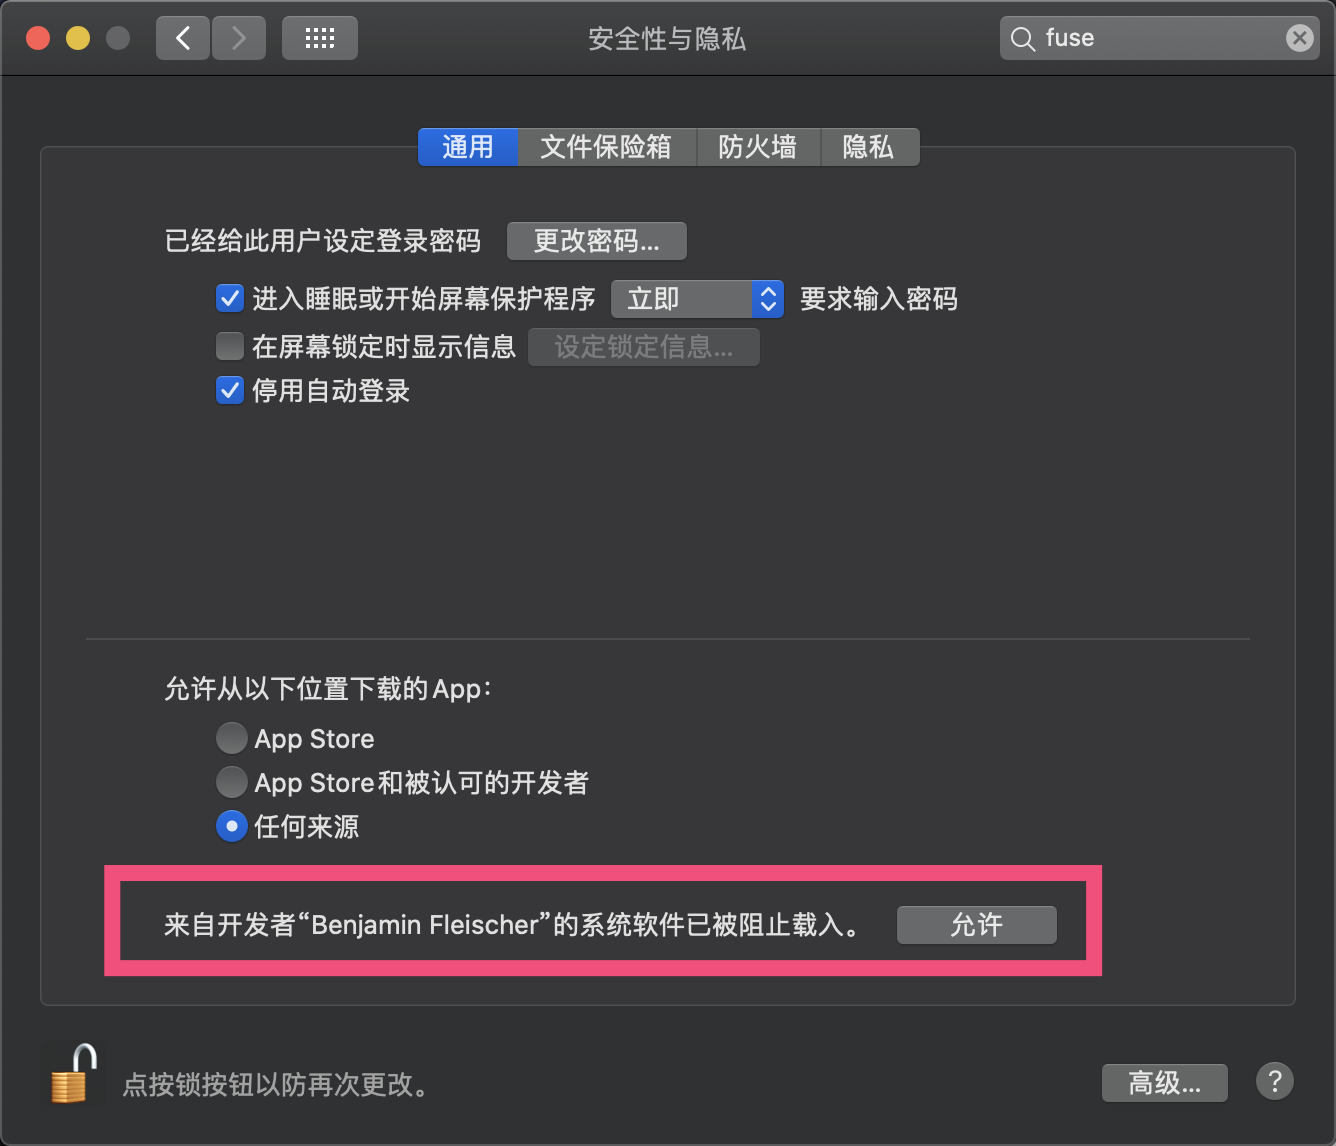 安全性与隐私
fuse
通用 文件保险箱 防火墙 隐私
已经给此用户设定登录密码 更改密码...
进入睡眠或开始屏幕保护程序 立即 要求输入密码
在屏幕锁定时显示信息 设定锁定信息...
停用自动登录
允许从以下位置下载的App：
App Store
App Store和被认可的开发者
任何来源
来自开发者“Benjamin Fleischer”的系统软件已被阻止载入。 允许
点按锁按钮以防再次更改。 高级... ?